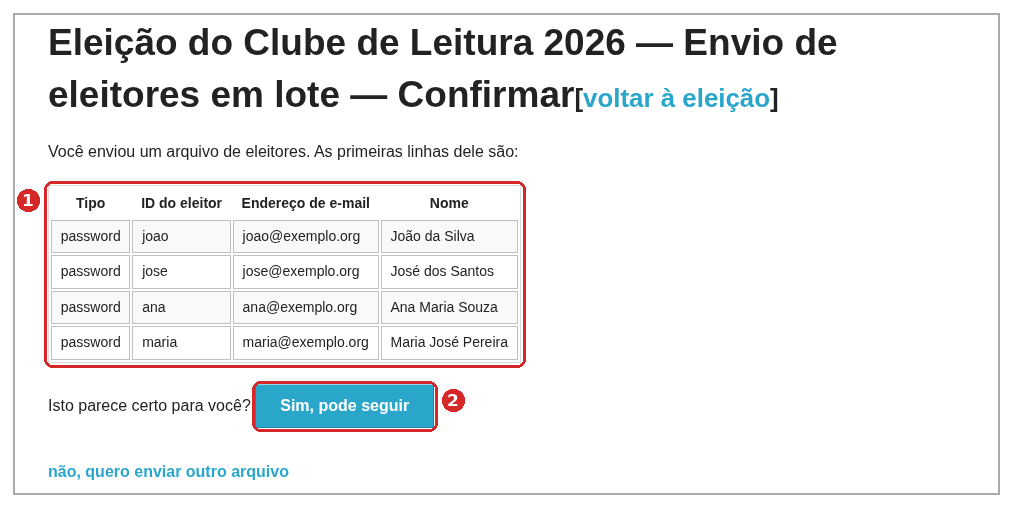 Eleição do Clube de Leitura 2026 — Envio de
eleitores em lote — Confirmar[voltar à eleição]
Você enviou um arquivo de eleitores. As primeiras linhas dele são:
1
Tipo ID do eleitor Endereço de e-mail Nome
password joao joao@exemplo.org João da Silva
password jose jose@exemplo.org José dos Santos
password ana ana@exemplo.org Ana Maria Souza
password maria maria@exemplo.org Maria José Pereira
Isto parece certo para você? Sim, pode seguir 2
não, quero enviar outro arquivo